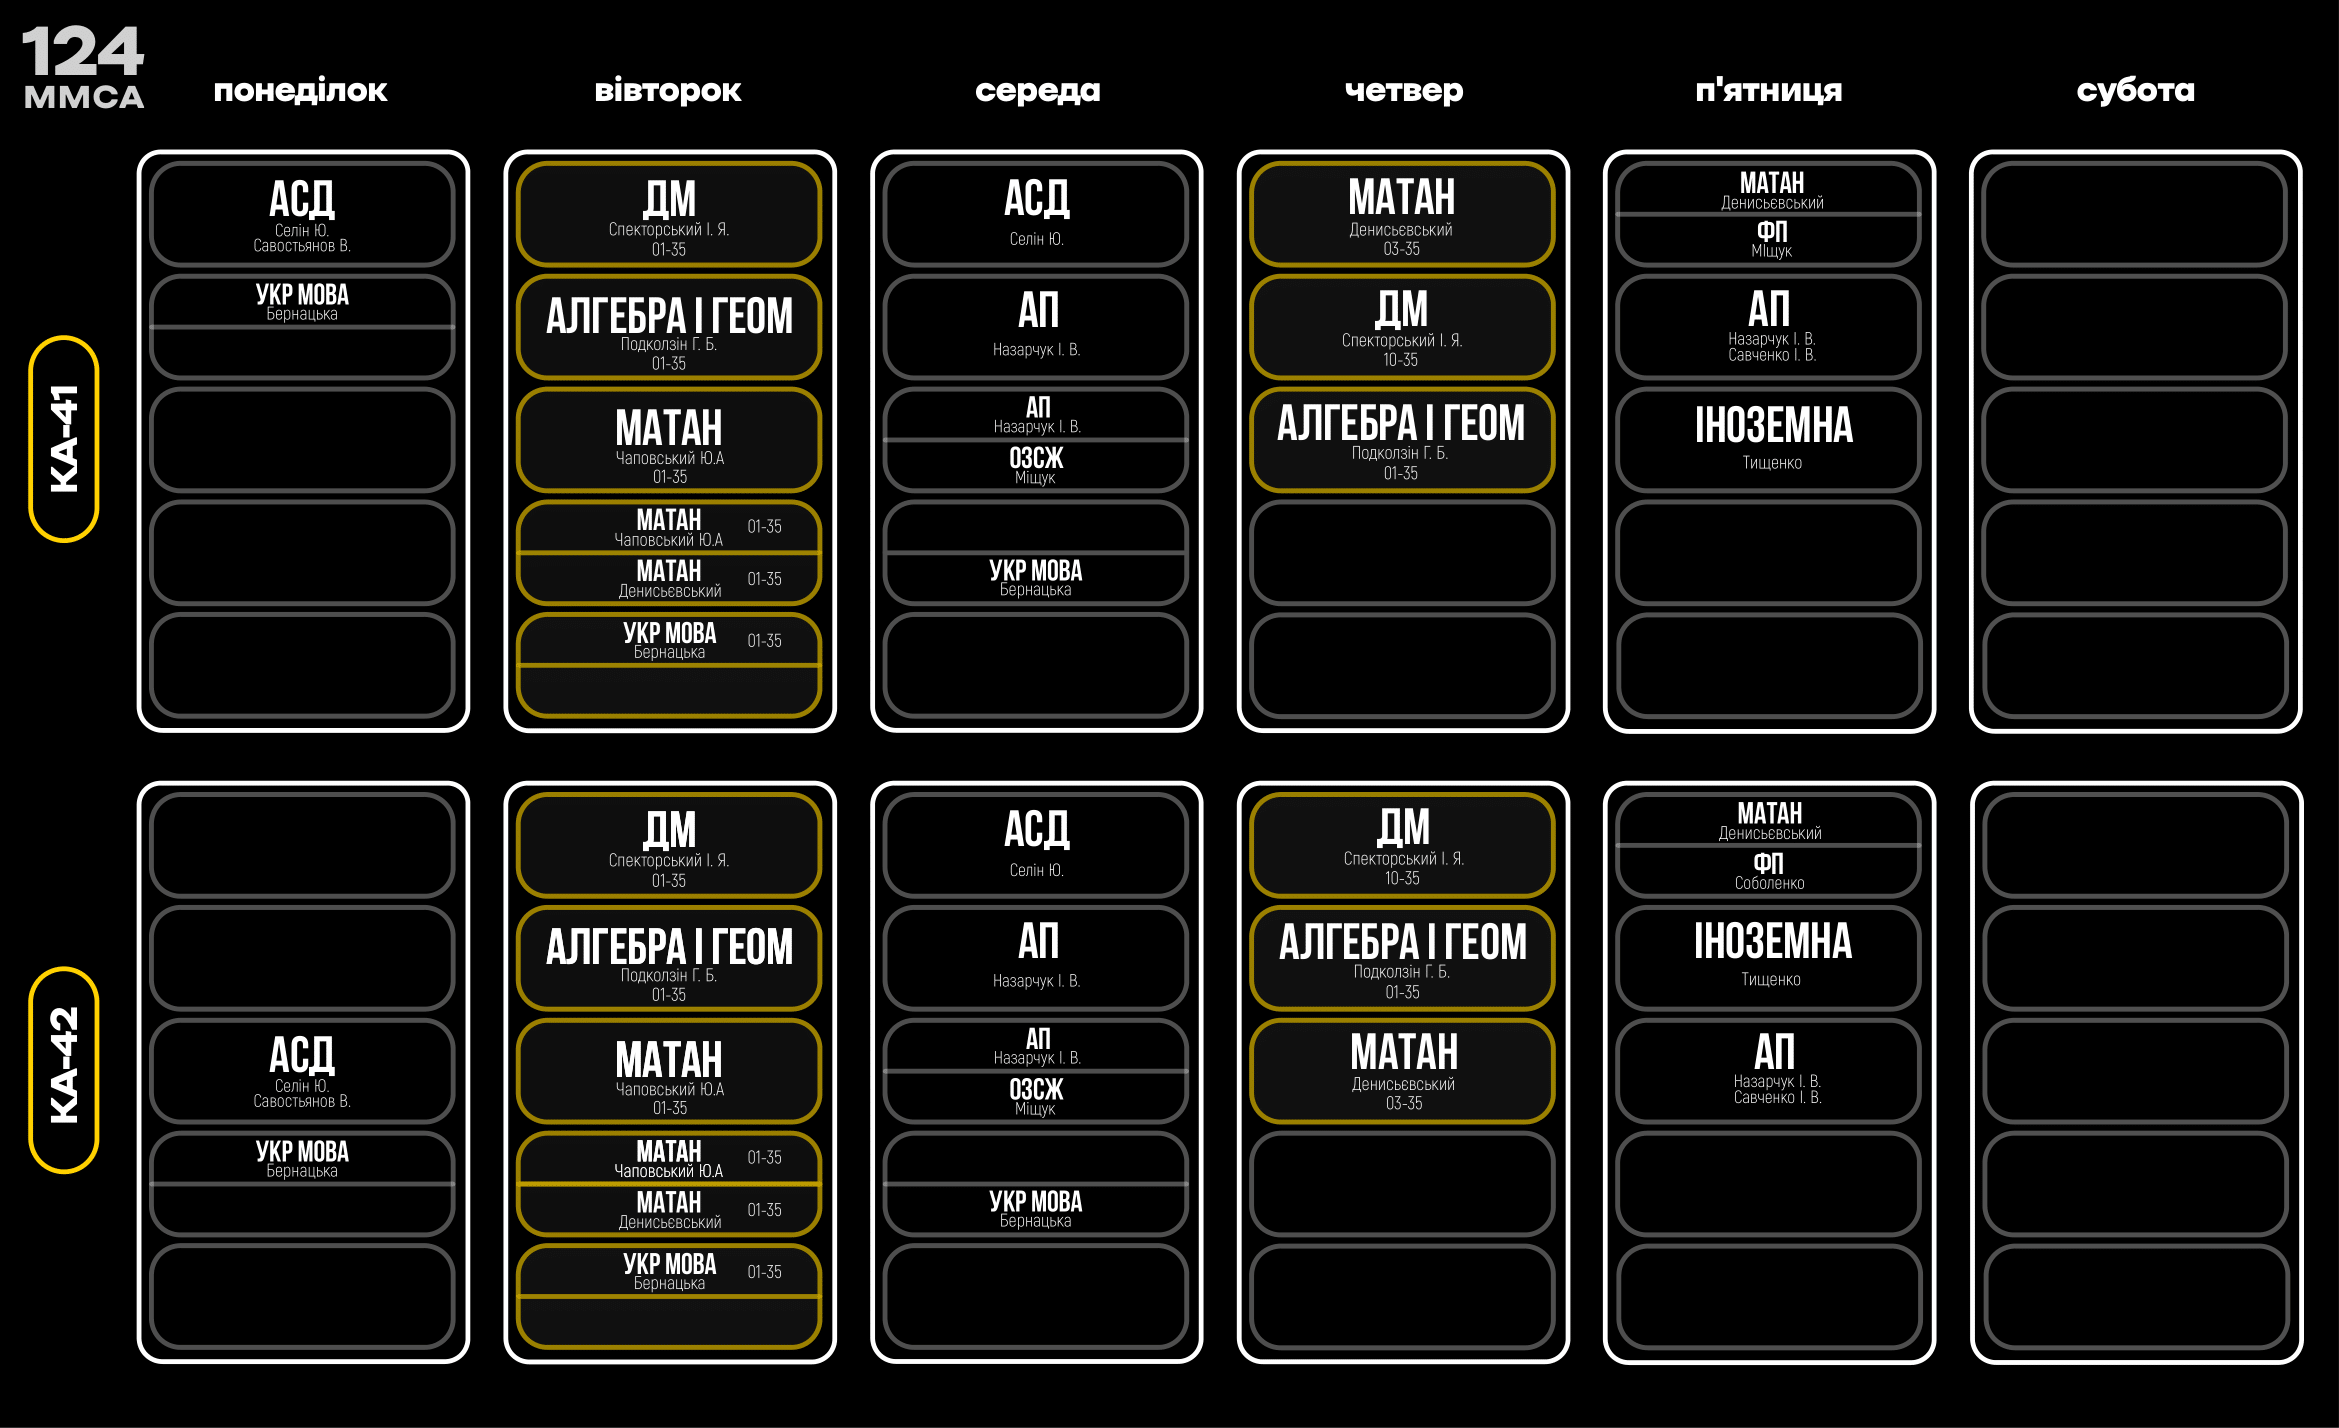 124
ММСА
понеділок
вівторок
середа
четвер
п'ятниця
субота
КА-41
АСД
Селін Ю.
Савостьянов В.
УКР МОВА
Бернацька
ДМ
Спекторський І. Я.
01-35
АЛГЕБРА І ГЕОМ
Подколзін Г. Б.
01-35
МАТАН
Чаповський Ю.А
01-35
МАТАН
Чаповський Ю.А
01-35
МАТАН
Денисьєвський
01-35
УКР МОВА
Бернацька
01-35
АСД
Селін Ю.
АП
Назарчук І. В.
АП
Назарчук І. В.
ОЗСЖ
Міщук
УКР МОВА
Бернацька
МАТАН
Денисьєвський
03-35
ДМ
Спекторський І. Я.
10-35
АЛГЕБРА І ГЕОМ
Подколзін Г. Б.
01-35
МАТАН
Денисьєвський
ФП
МІщук
АП
Назарчук І. В.
Савченко І. В.
ІНОЗЕМНА
Тищенко
КА-42
АСД
Селін Ю.
Савостьянов В.
УКР МОВА
Бернацька
ДМ
Спекторський І. Я.
01-35
АЛГЕБРА І ГЕОМ
Подколзін Г. Б.
01-35
МАТАН
Чаповський Ю.А
01-35
МАТАН
Чаповський Ю.А
01-35
МАТАН
Денисьєвський
01-35
УКР МОВА
Бернацька
01-35
АСД
Селін Ю.
АП
Назарчук І. В.
АП
Назарчук І. В.
ОЗСЖ
Міщук
УКР МОВА
Бернацька
ДМ
Спекторський І. Я.
10-35
АЛГЕБРА І ГЕОМ
Подколзін Г. Б.
01-35
МАТАН
Денисьєвський
03-35
МАТАН
Денисьєвський
ФП
Соболенко
ІНОЗЕМНА
Тищенко
АП
Назарчук І. В.
Савченко І. В.